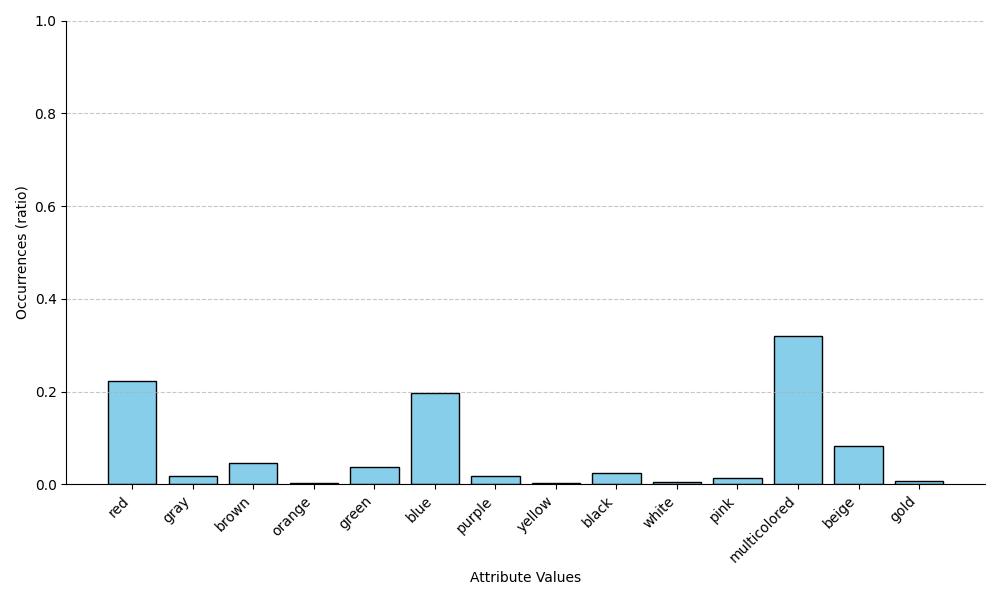 1.0
0.8
0.6
0.4
0.2
0.0
Occurrences (ratio)
red
gray
brown
orange
green
blue
purple
yellow
black
white
pink
multicolored
beige
gold
Attribute Values